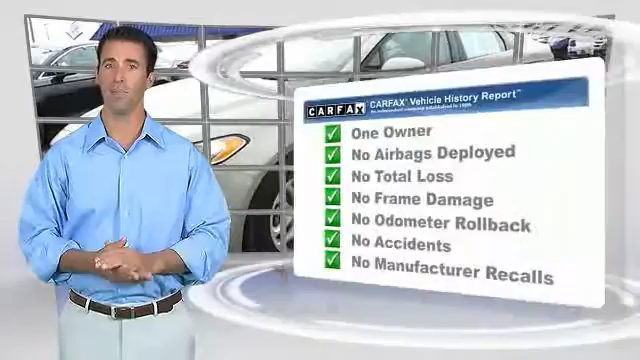 CARFAX CARFAX® Vehicle History Report™
One Owner
No Airbags Deployed
No Total Loss
No Frame Damage
No Odometer Rollback
No Accidents
No Manufacturer Recalls